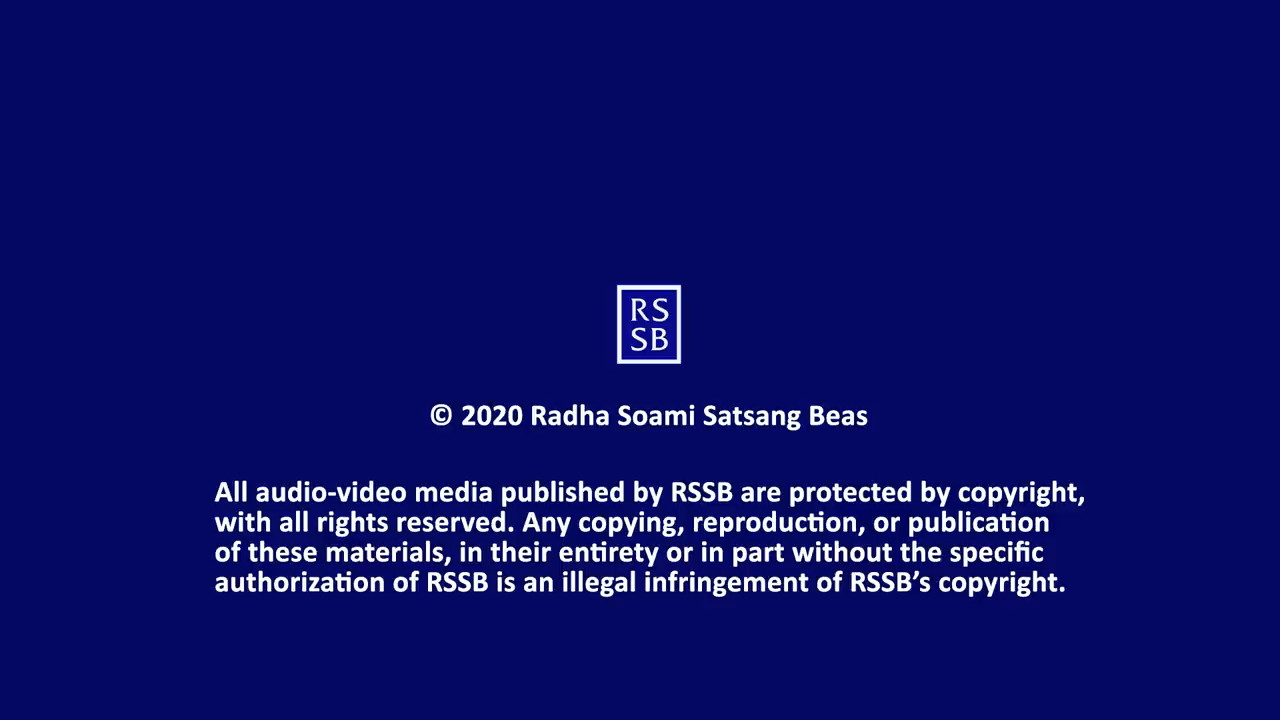 RS
SB
© 2020 Radha Soami Satsang Beas
All audio-video media published by RSSB are protected by copyright,
with all rights reserved. Any copying, reproduction, or publication
of these materials, in their entirety or in part without the specific
authorization of RSSB is an illegal infringement of RSSB’s copyright.